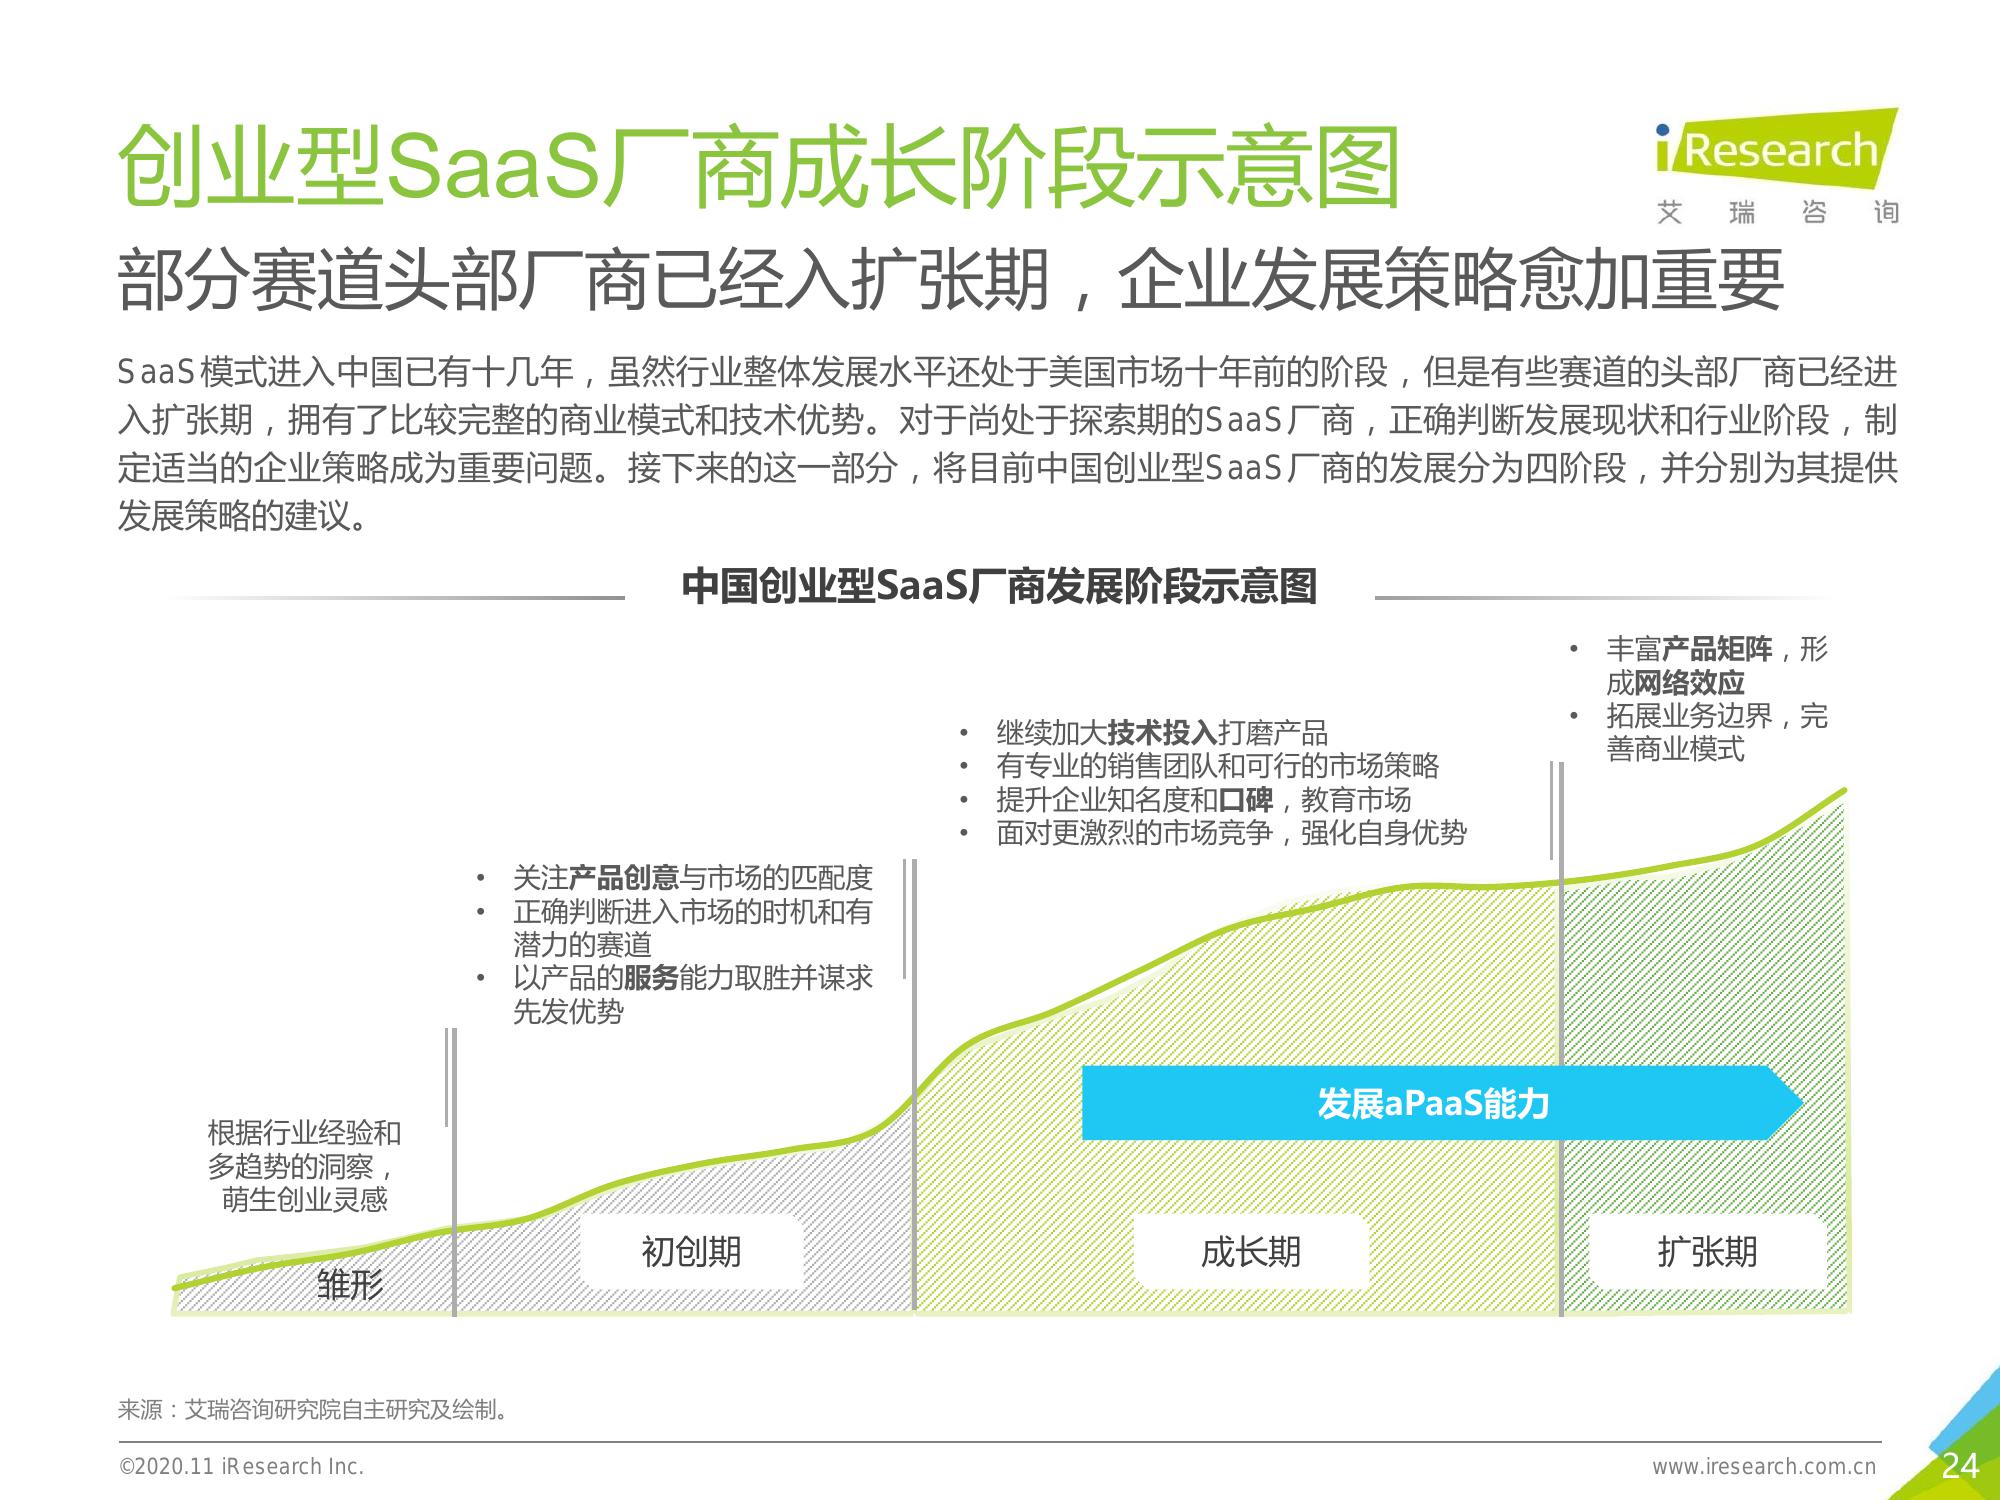 创业型SaaS厂商成长阶段示意图
iResearch
艾瑞咨询
部分赛道头部厂商已经入扩张期，企业发展策略愈加重要
SaaS模式进入中国已有十几年，虽然行业整体发展水平还处于美国市场十年前的阶段，但是有些赛道的头部厂商已经进
入扩张期，拥有了比较完整的商业模式和技术优势。对于尚处于探索期的SaaS厂商，正确判断发展现状和行业阶段，制
定适当的企业策略成为重要问题。接下来的这一部分，将目前中国创业型SaaS厂商的发展分为四阶段，并分别为其提供
发展策略的建议。
中国创业型SaaS厂商发展阶段示意图
• 丰富产品矩阵，形
成网络效应
• 拓展业务边界，完
善商业模式
• 继续加大技术投入打磨产品
• 有专业的销售团队和可行的市场策略
• 提升企业知名度和口碑，教育市场
• 面对更激烈的市场竞争，强化自身优势
• 关注产品创意与市场的匹配度
• 正确判断进入市场的时机和有
潜力的赛道
• 以产品的服务能力取胜并谋求
先发优势
根据行业经验和
多趋势的洞察，
萌生创业灵感
发展aPaaS能力
雏形
初创期
成长期
扩张期
来源：艾瑞咨询研究院自主研究及绘制。
©2020.11 iResearch Inc.
www.iresearch.com.cn
24